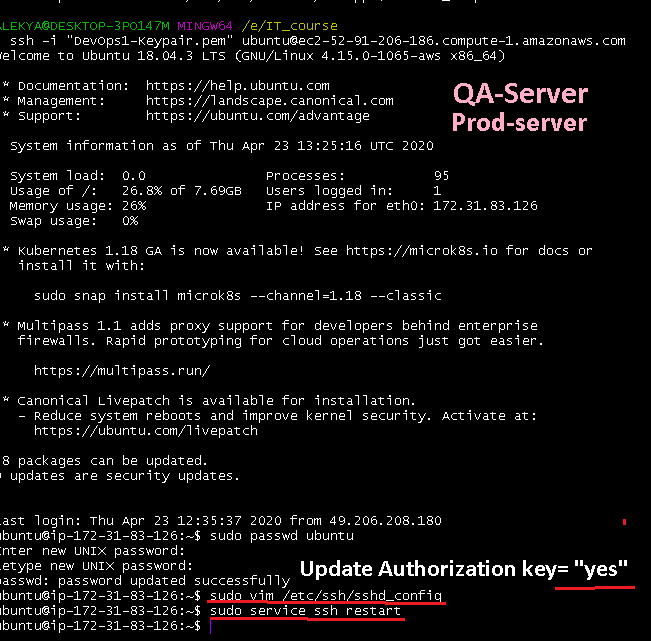 ALEKYA@DESKTOP-3PO147M MINGW64 /e/IT_course
ssh -i "DevOps1-Keypair.pem" ubuntu@ec2-52-91-206-186.compute-1.amazonaws.com
Welcome to Ubuntu 18.04.3 LTS (GNU/Linux 4.15.0-1065-aws x86_64)
* Documentation:  https://help.ubuntu.com
* Management:     https://landscape.canonical.com
* Support:        https://ubuntu.com/advantage
QA-Server
Prod-server
System information as of Thu Apr 23 13:25:16 UTC 2020
System load:  0.0                Processes:           95
Usage of /:   26.8% of 7.69GB   Users logged in:     1
Memory usage: 26%               IP address for eth0: 172.31.83.126
Swap usage:   0%
* Kubernetes 1.18 GA is now available! See https://microk8s.io for docs or
install it with:
sudo snap install microk8s --channel=1.18 --classic
* Multipass 1.1 adds proxy support for developers behind enterprise
firewalls. Rapid prototyping for cloud operations just got easier.
https://multipass.run/
* Canonical Livepatch is available for installation.
- Reduce system reboots and improve kernel security. Activate at:
https://ubuntu.com/livepatch
8 packages can be updated.
0 updates are security updates.
Last login: Thu Apr 23 12:35:37 2020 from 49.206.208.180
ubuntu@ip-172-31-83-126:~$ sudo passwd ubuntu
Enter new UNIX password:
Retype new UNIX password:
passwd: password updated successfully
Update Authorization key= "yes"
ubuntu@ip-172-31-83-126:~$ sudo vim /etc/ssh/sshd_config
ubuntu@ip-172-31-83-126:~$ sudo service ssh restart
ubuntu@ip-172-31-83-126:~$